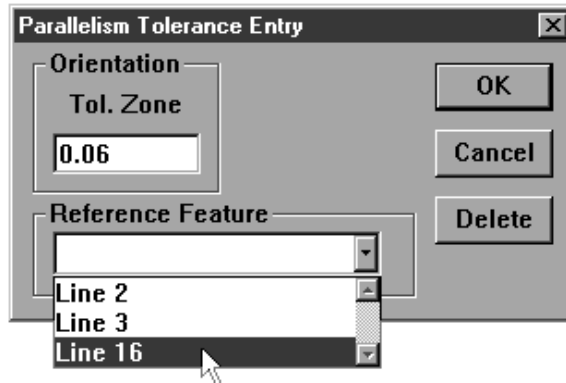 Parallelism Tolerance Entry
Orientation
Tol. Zone
0.06
OK
Cancel
Delete
Reference Feature
Line 2
Line 3
Line 16